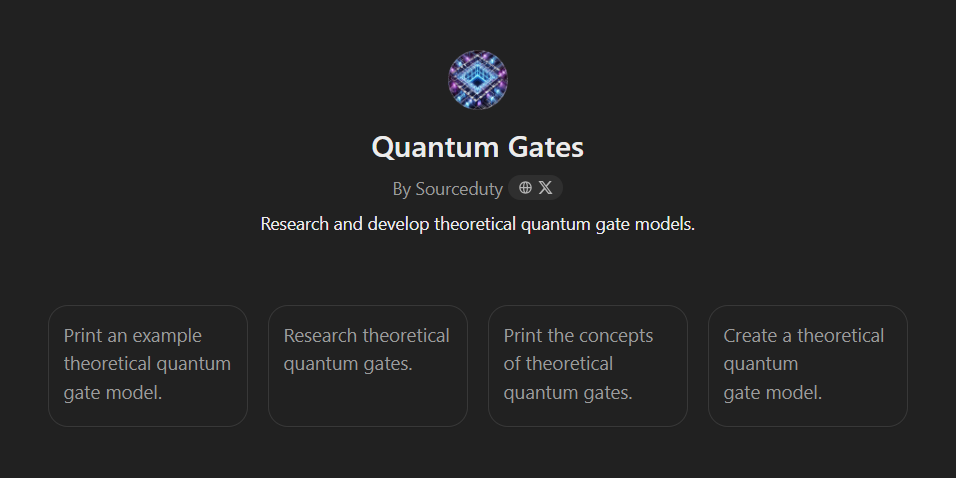 Quantum Gates
By Sourceduty
Research and develop theoretical quantum gate models.
Print an example
theoretical quantum
gate model.
Research theoretical
quantum gates.
Print the concepts
of theoretical
quantum gates.
Create a theoretical
quantum
gate model.